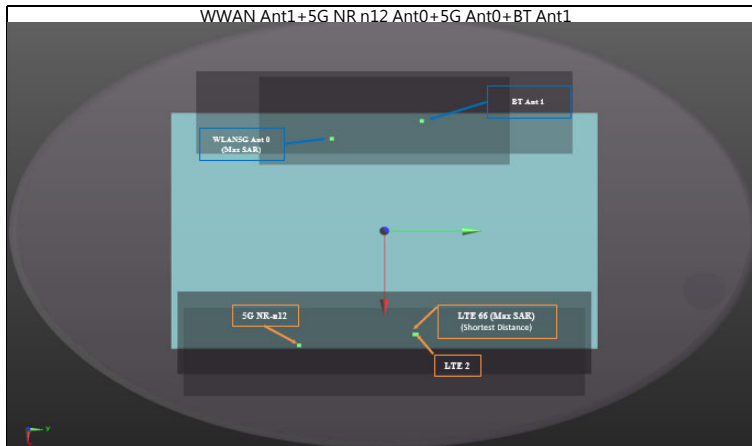 WWAN Ant1+5G NR n12 Ant0+5G Ant0+BT Ant1
BT Ant 1
WLAN5G Ant 0
(Max SAR)
5G NR-n12
LTE 66 (Max SAR)
(Shortest Distance)
LTE 2
Y